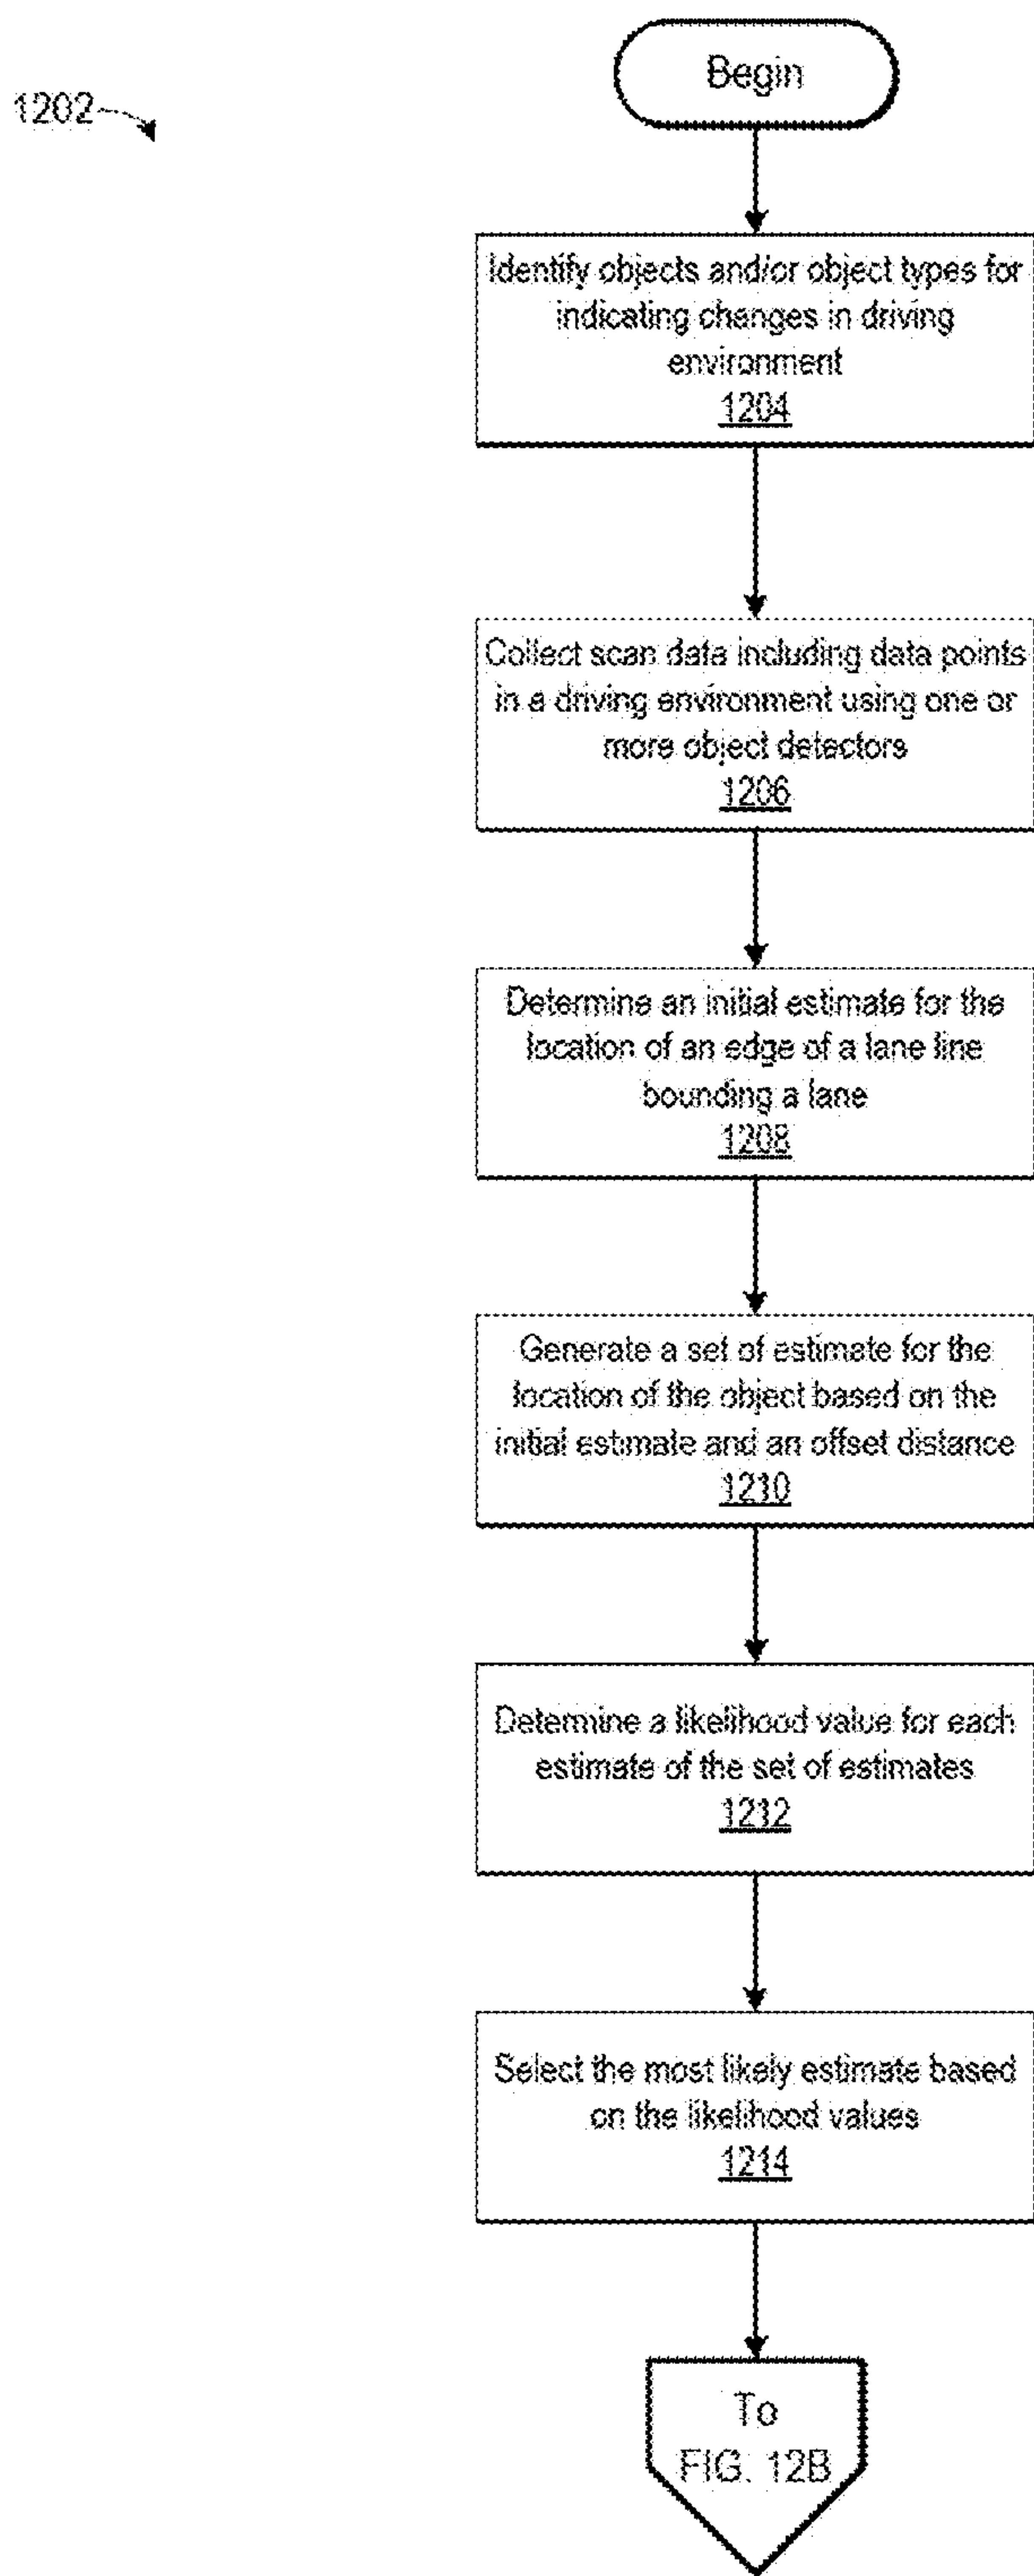 Begin
1202
Identify objects and/or object types for
indicating changes in driving
environment
1204
Collect scan data including data points
in a driving environment using one or
more object detectors
1206
Determine an initial estimate for the
location of an edge of a lane line
bounding a lane
1208
Generate a set of estimate for the
location of the object based on the
initial estimate and an offset distance
1210
Determine a likelihood value for each
estimate of the set of estimates
1212
Select the most likely estimate based
on the likelihood values
1214
To
FIG. 12B